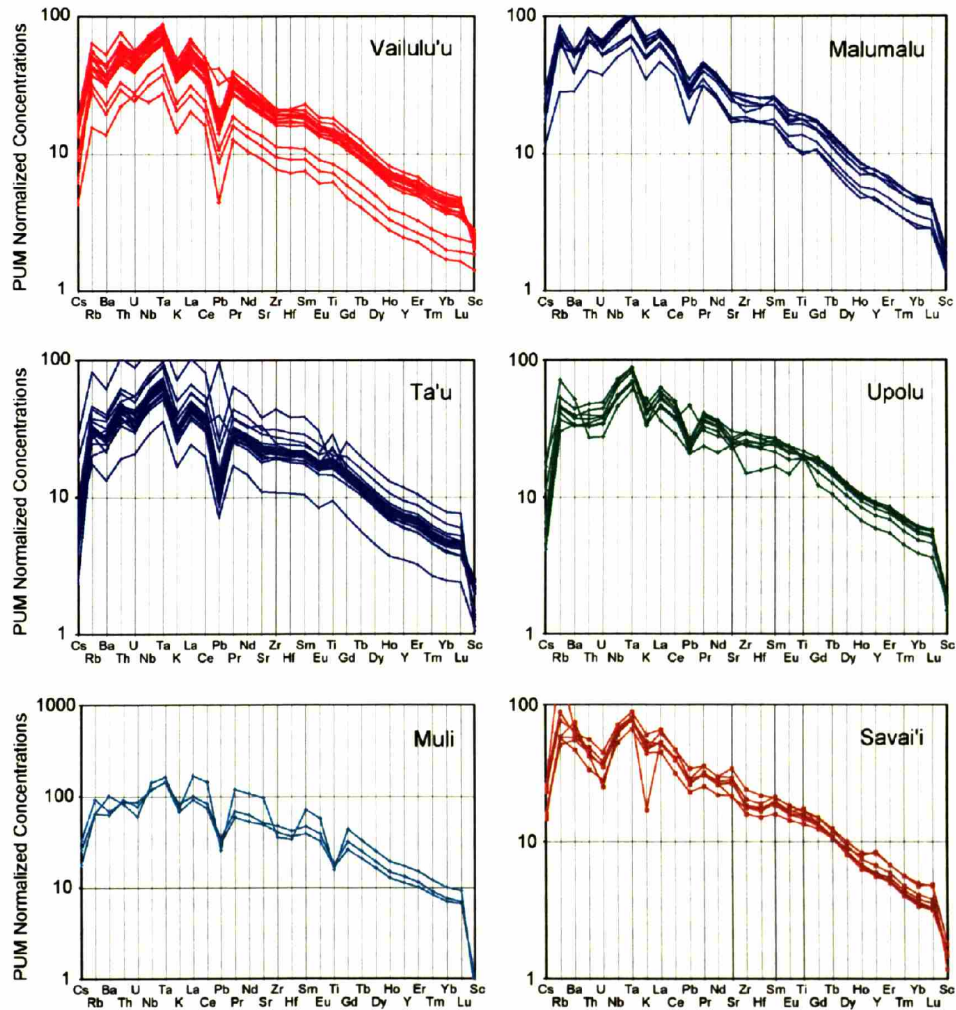 PUM Normalized Concentrations
100
10
1
Vailulu'u
Cs Ba U Ta La Pb Nd Zr Sm Ti Tb Ho Er Yb Sc
Rb Th Nb K Ce Pr Sr Hf Eu Gd Dy Y Tm Lu
100
10
1
Malumalu
Cs Ba U Ta La Pb Nd Zr Sm Ti Tb Ho Er Yb Sc
Rb Th Nb K Ce Pr Sr Hf Eu Gd Dy Y Tm Lu
PUM Normalized Concentrations
100
10
1
Ta'u
Cs Ba U Ta La Pb Nd Zr Sm Ti Tb Ho Er Yb Sc
Rb Th Nb K Ce Pr Sr Hf Eu Gd Dy Y Tm Lu
100
10
1
Upolu
Cs Ba U Ta La Pb Nd Zr Sm Ti Tb Ho Er Yb Sc
Rb Th Nb K Ce Pr Sr Hf Eu Gd Dy Y Tm Lu
PUM Normalized Concentrations
1000
100
10
1
Muli
Cs Ba U Ta La Pb Nd Zr Sm Ti Tb Ho Er Yb Sc
Rb Th Nb K Ce Pr Sr Hf Eu Gd Dy Y Tm Lu
100
10
1
Savai'i
Cs Ba U Ta La Pb Nd Zr Sm Ti Tb Ho Er Yb Sc
Rb Th Nb K Ce Pr Sr Hf Eu Gd Dy Y Tm Lu